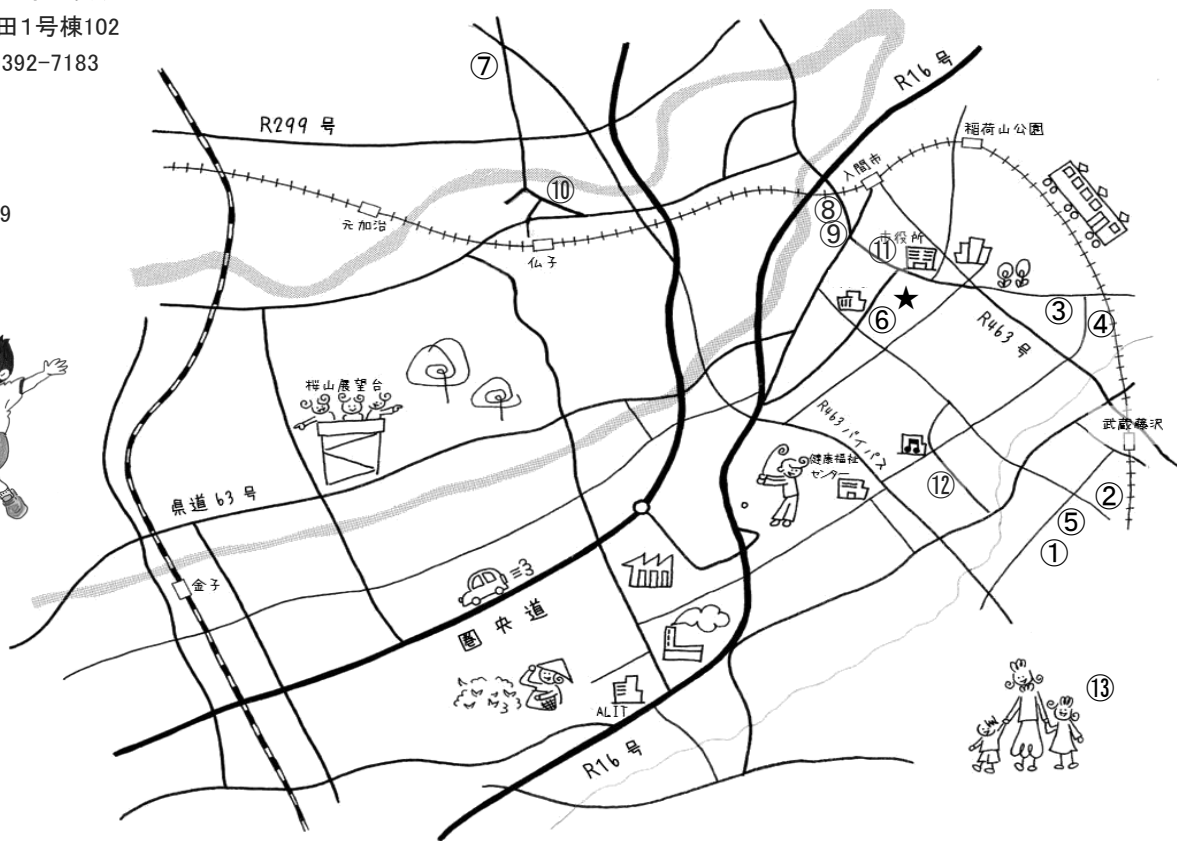 田1号棟102
392-7183
9
⑦
R299 号
R16 号
稲荷山公園
入間市
⑩
元加治
仏子
⑧
⑨
⑪
市役所
★
⑥
③
④
R463 号
桜山展望台
R463 バイパス
武蔵藤沢
健康福祉
センター
県道 63 号
⑫
②
⑤
①
金子
圏央道
⑬
ALIT
R16 号